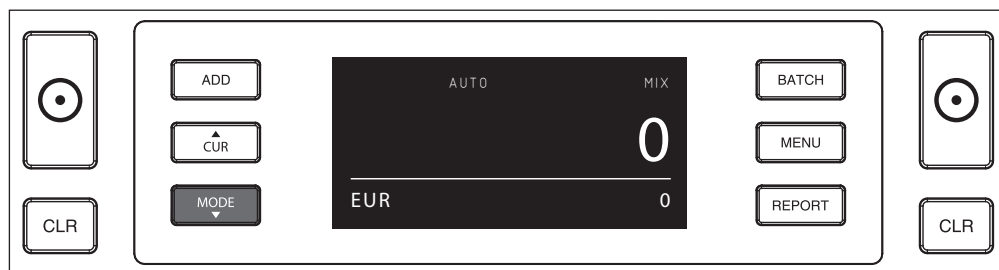 ADD
CUR
MODE
CLR
AUTO MIX
0
EUR 0
BATCH
MENU
REPORT
CLR